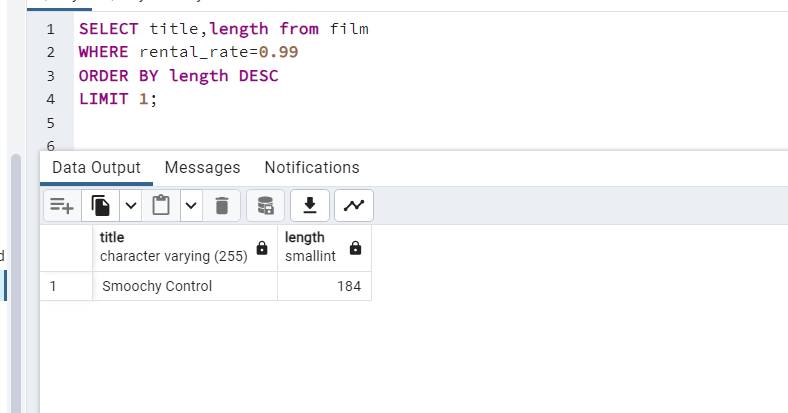 1 SELECT title,length from film
2 WHERE rental_rate=0.99
3 ORDER BY length DESC
4 LIMIT 1;
5
6
Data Output Messages Notifications
title length
character varying (255) smallint
1 Smoochy Control 184